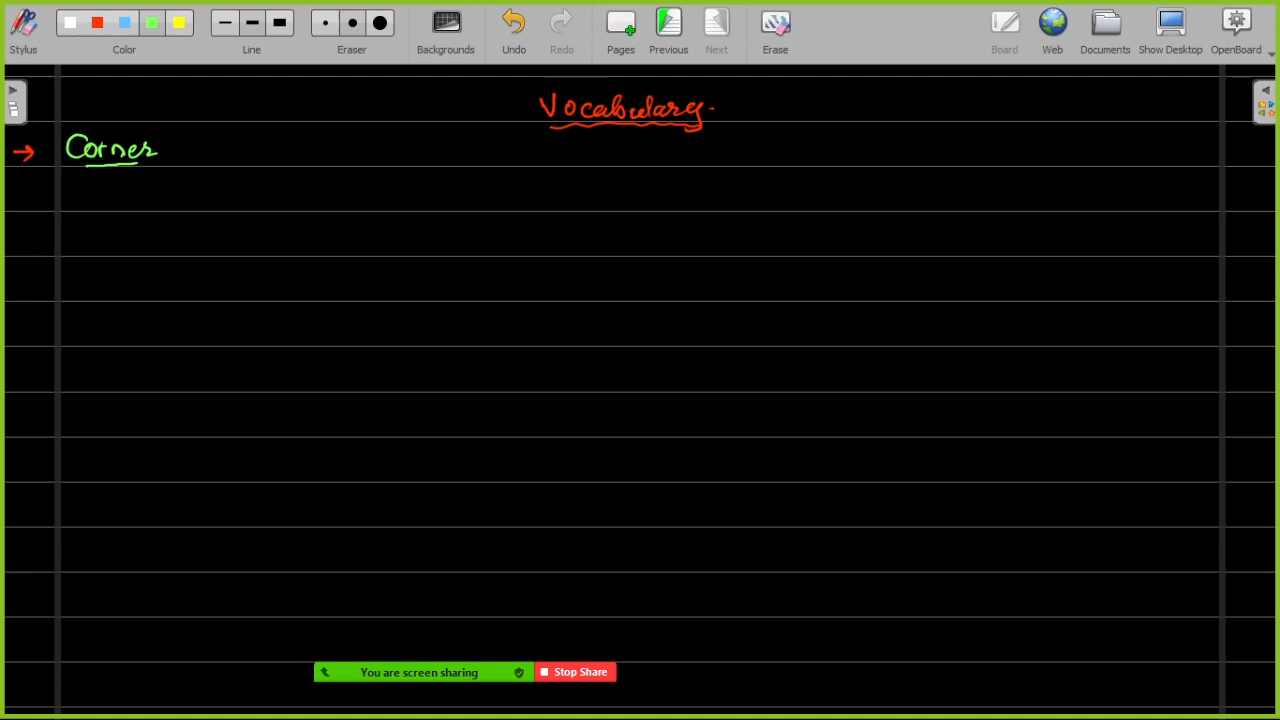 Stylus Color Line Eraser Backgrounds Undo Redo Pages Previous Next Erase Board Web Documents Show Desktop OpenBoard
Vocabulary.
→ Corner
You are screen sharing Stop Share